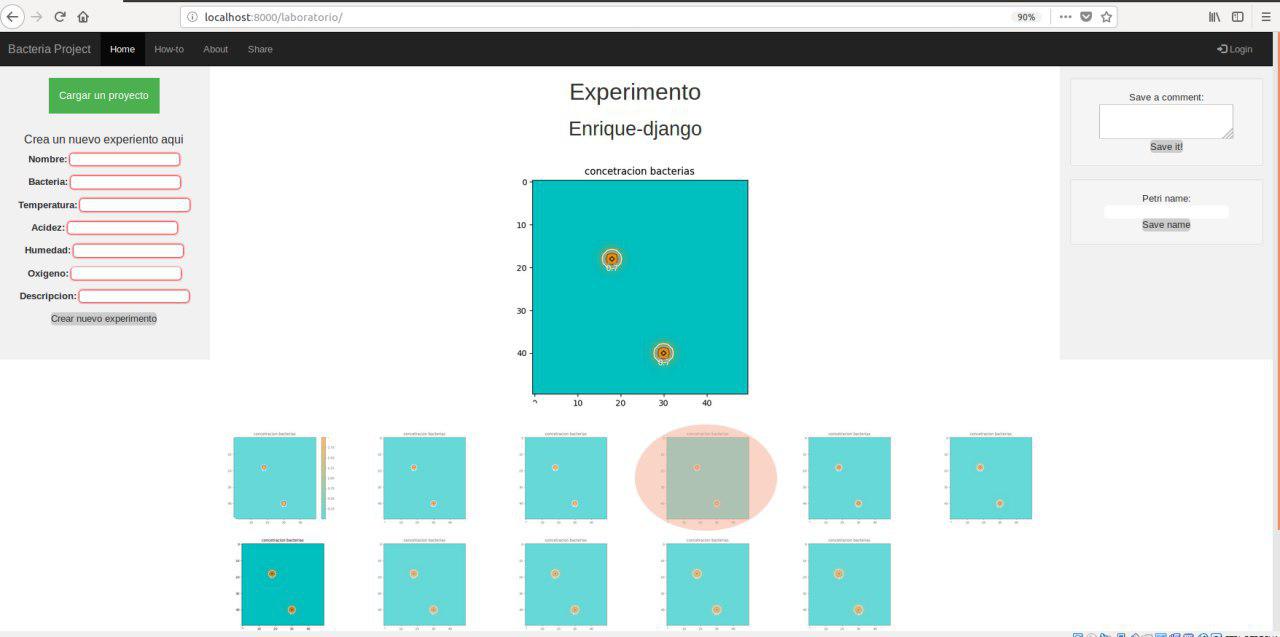 localhost:8000/laboratorio/
90%
Bacteria Project Home How-to About Share Login
Cargar un proyecto
Crea un nuevo experiento aqui
Nombre:
Bacteria:
Temperatura:
Acidez:
Humedad:
Oxigeno:
Descripcion:
Crear nuevo experimento
Experimento
Enrique-django
concetracion bacterias
0
10
20
30
40
10 20 30 40
0.7
0.7
Save a comment:
Save it!
Petri name:
Save name
concetracion bacterias
concetracion bacterias
concetracion bacterias
concetracion bacterias
concetracion bacterias
concetracion bacterias
concetracion bacterias
concetracion bacterias
concetracion bacterias
concetracion bacterias
concetracion bacterias